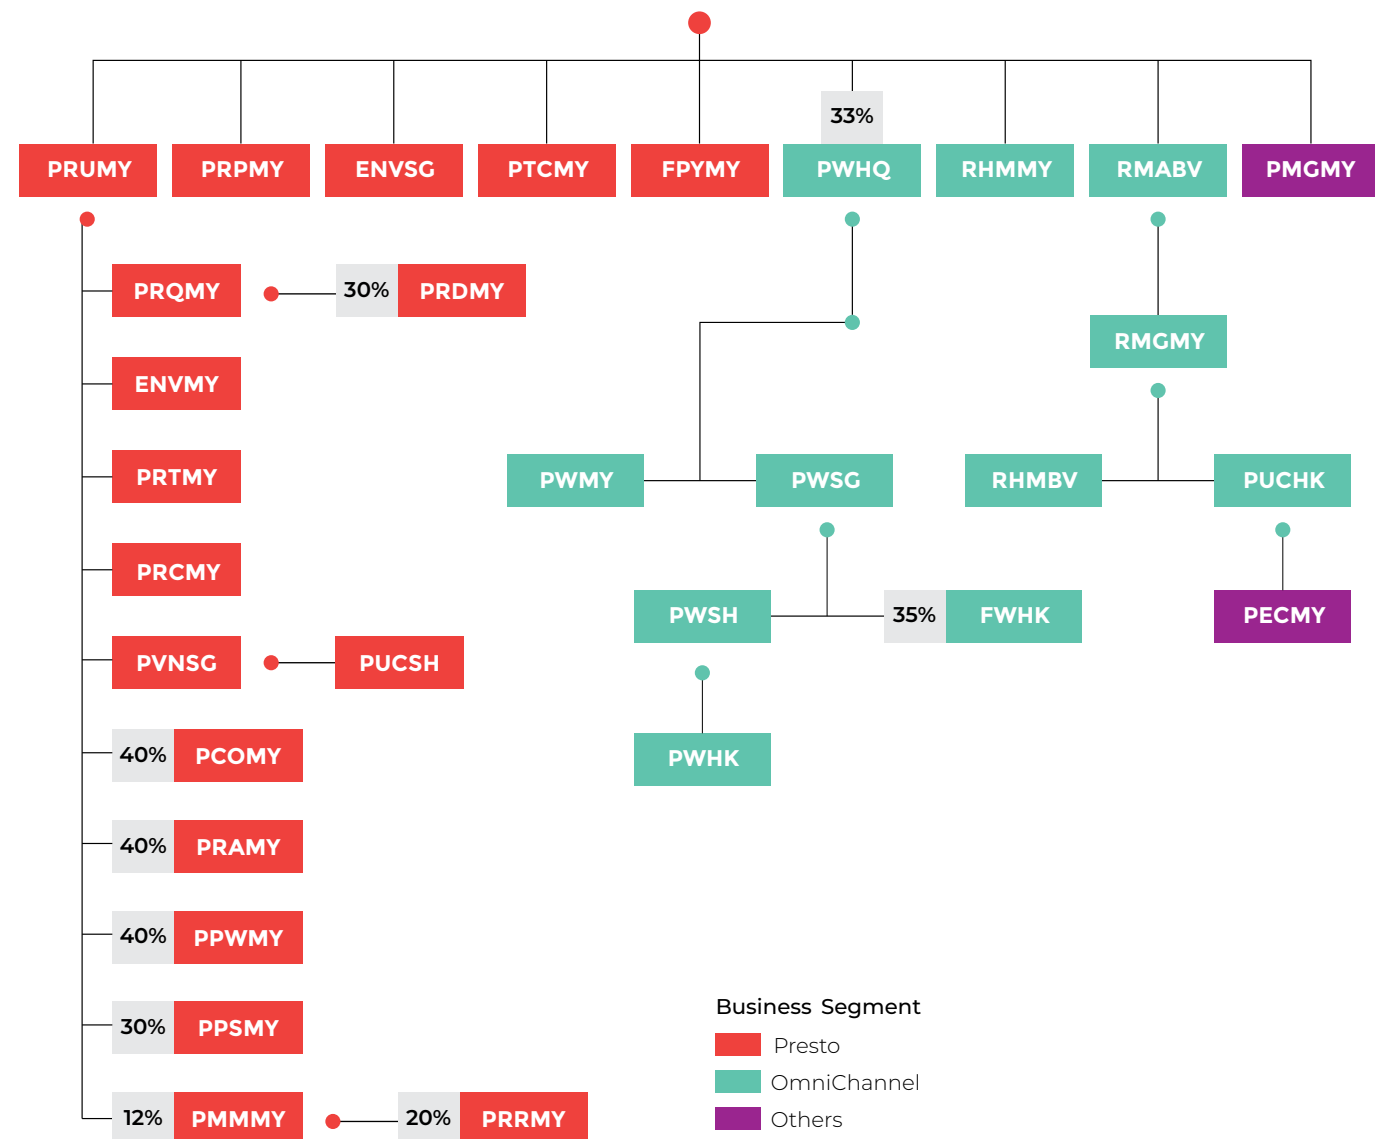 33%
PRUMY
PRPMY
ENVSG
PTCMY
FPYMY
PWHQ
RHMMY
RMABV
PMGMY
PRQMY
30%
PRDMY
ENVMY
PRTMY
PRCMY
PVNSG
PUCSH
40%
PCOMY
40%
PRAMY
40%
PPWMY
30%
PPSMY
12%
PMMMY
20%
PRRMY
PWMY
PWSG
PWSH
35%
FWHK
PWHK
RMGMY
RHMBV
PUCHK
PECMY
Business Segment
Presto
OmniChannel
Others